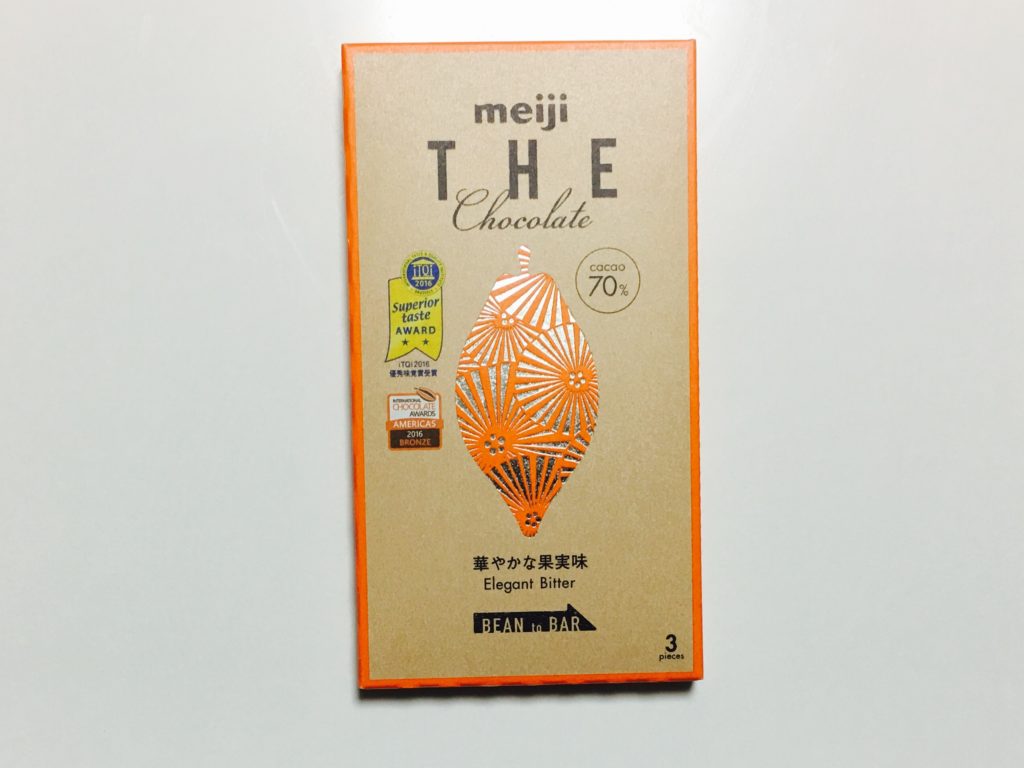 meiji
THE
Chocolate
cacao
70%
iTQi
2016
Superior
taste
AWARD
iTQi 2016
優秀味覚賞受賞
INTERNATIONAL
CHOCOLATE
AWARDS
AMERICAS
2016
BRONZE
華やかな果実味
Elegant Bitter
BEAN to BAR
3
pieces